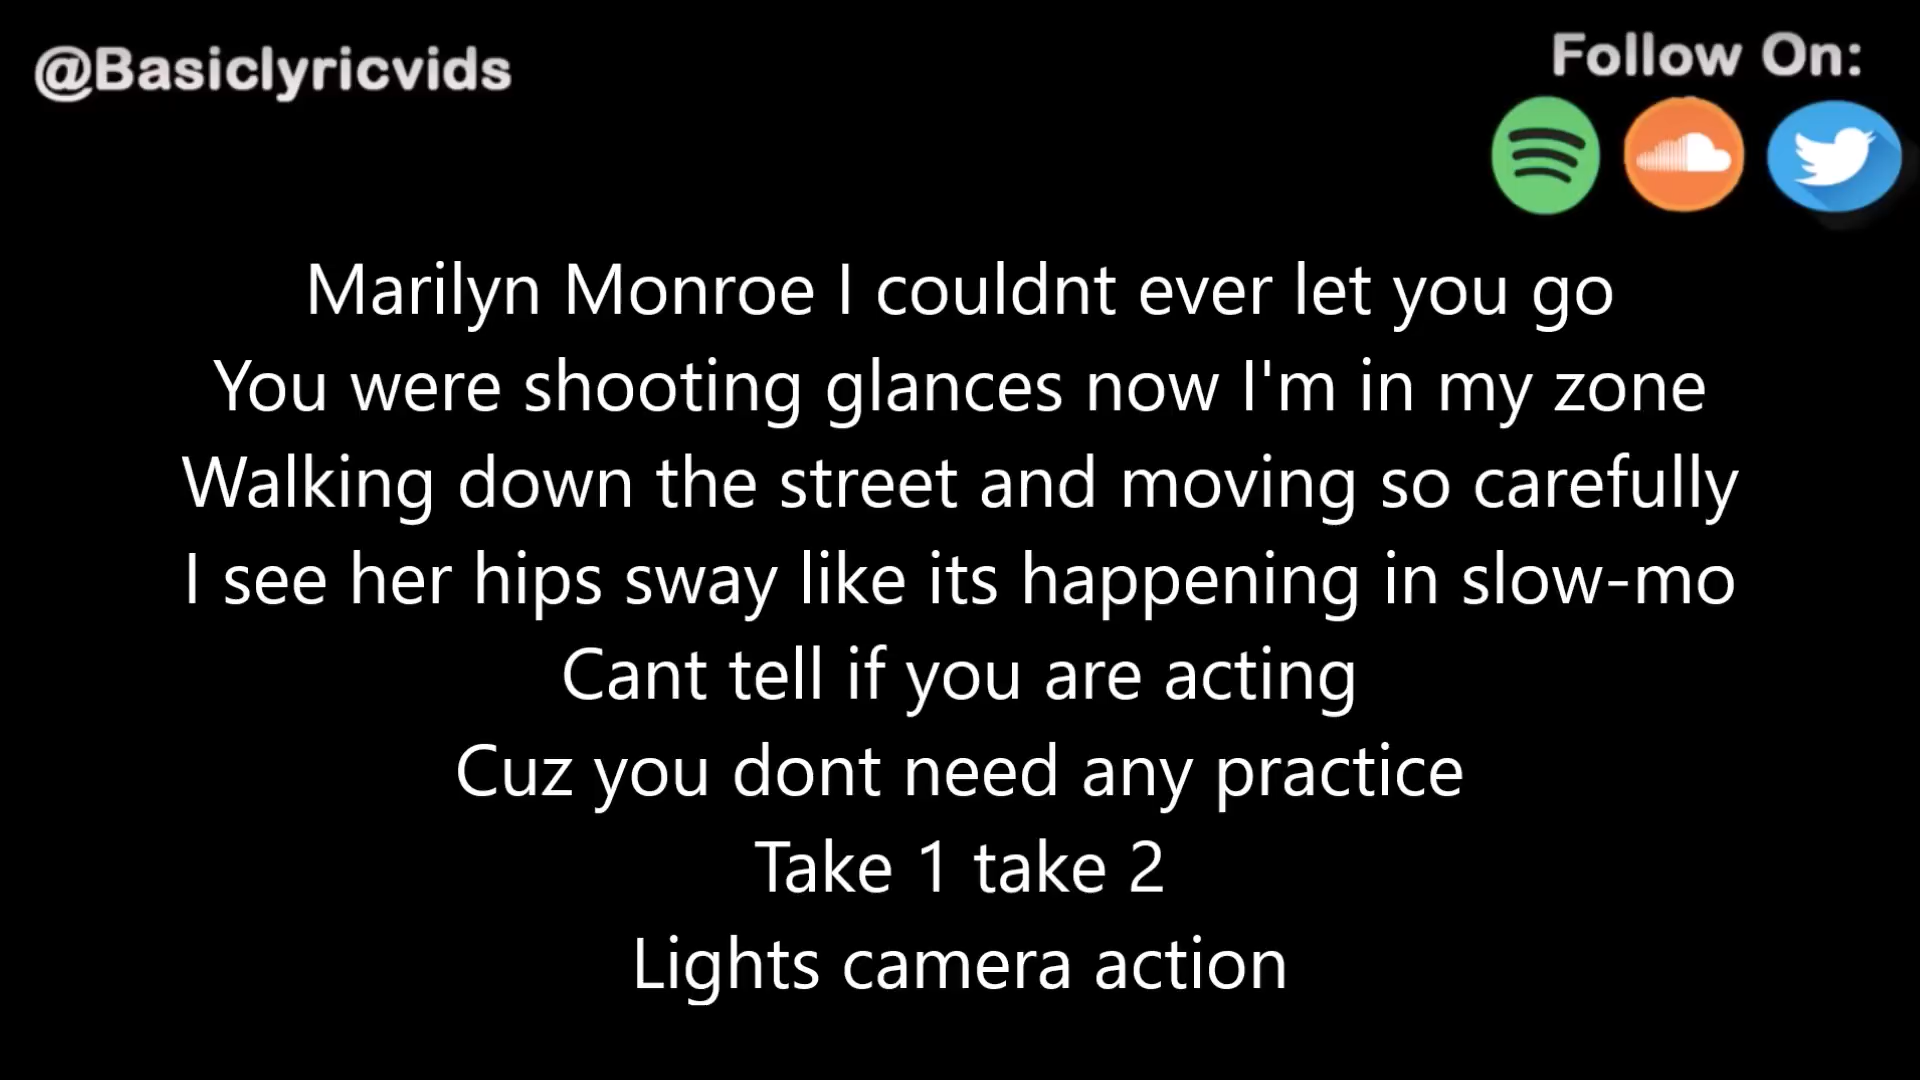 @Basiclyricvids
Follow On:
Marilyn Monroe I couldnt ever let you go
You were shooting glances now I'm in my zone
Walking down the street and moving so carefully
I see her hips sway like its happening in slow-mo
Cant tell if you are acting
Cuz you dont need any practice
Take 1 take 2
Lights camera action